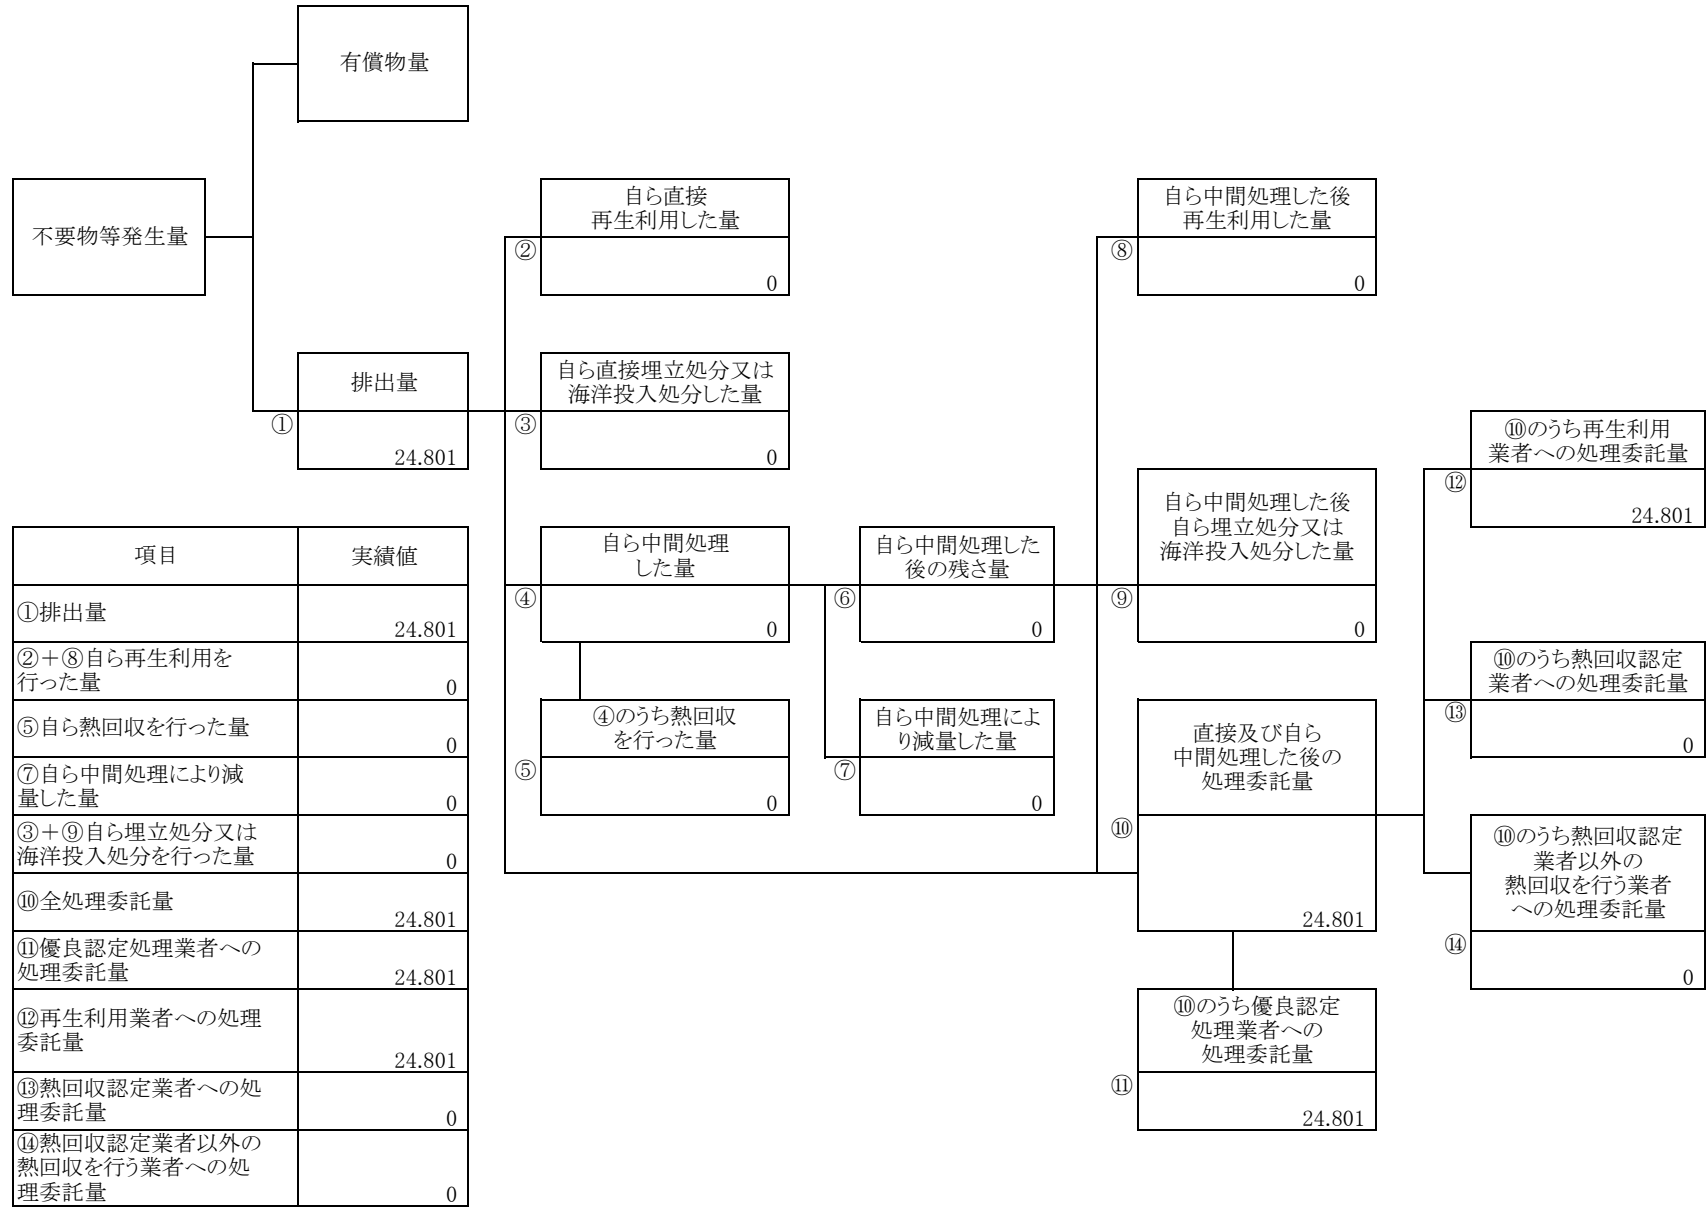 有償物量
不要物等発生量
自ら直接
再生利用した量
②
0
自ら中間処理した後
再生利用した量
⑧
0
排出量
①
24.801
自ら直接埋立処分又は
海洋投入処分した量
③
0
⑩のうち再生利用
業者への処理委託量
⑫
24.801
自ら中間処理
した量
④
0
自ら中間処理した
後の残さ量
⑥
0
自ら中間処理した後
自ら埋立処分又は
海洋投入処分した量
⑨
0
⑩のうち熱回収認定
業者への処理委託量
⑬
0
④のうち熱回収
を行った量
⑤
0
自ら中間処理によ
り減量した量
⑦
0
直接及び自ら
中間処理した後の
処理委託量
⑩
24.801
⑩のうち熱回収認定
業者以外の
熱回収を行う業者
への処理委託量
⑭
0
⑩のうち優良認定
処理業者への
処理委託量
⑪
24.801
項目 実績値
①排出量
24.801
②+⑧自ら再生利用を
行った量
0
⑤自ら熱回収を行った量
0
⑦自ら中間処理により減
量した量
0
③+⑨自ら埋立処分又は
海洋投入処分を行った量
0
⑩全処理委託量
24.801
⑪優良認定処理業者への
処理委託量
24.801
⑫再生利用業者への処理
委託量
24.801
⑬熱回収認定業者への処
理委託量
0
⑭熱回収認定業者以外の
熱回収を行う業者への処
理委託量
0